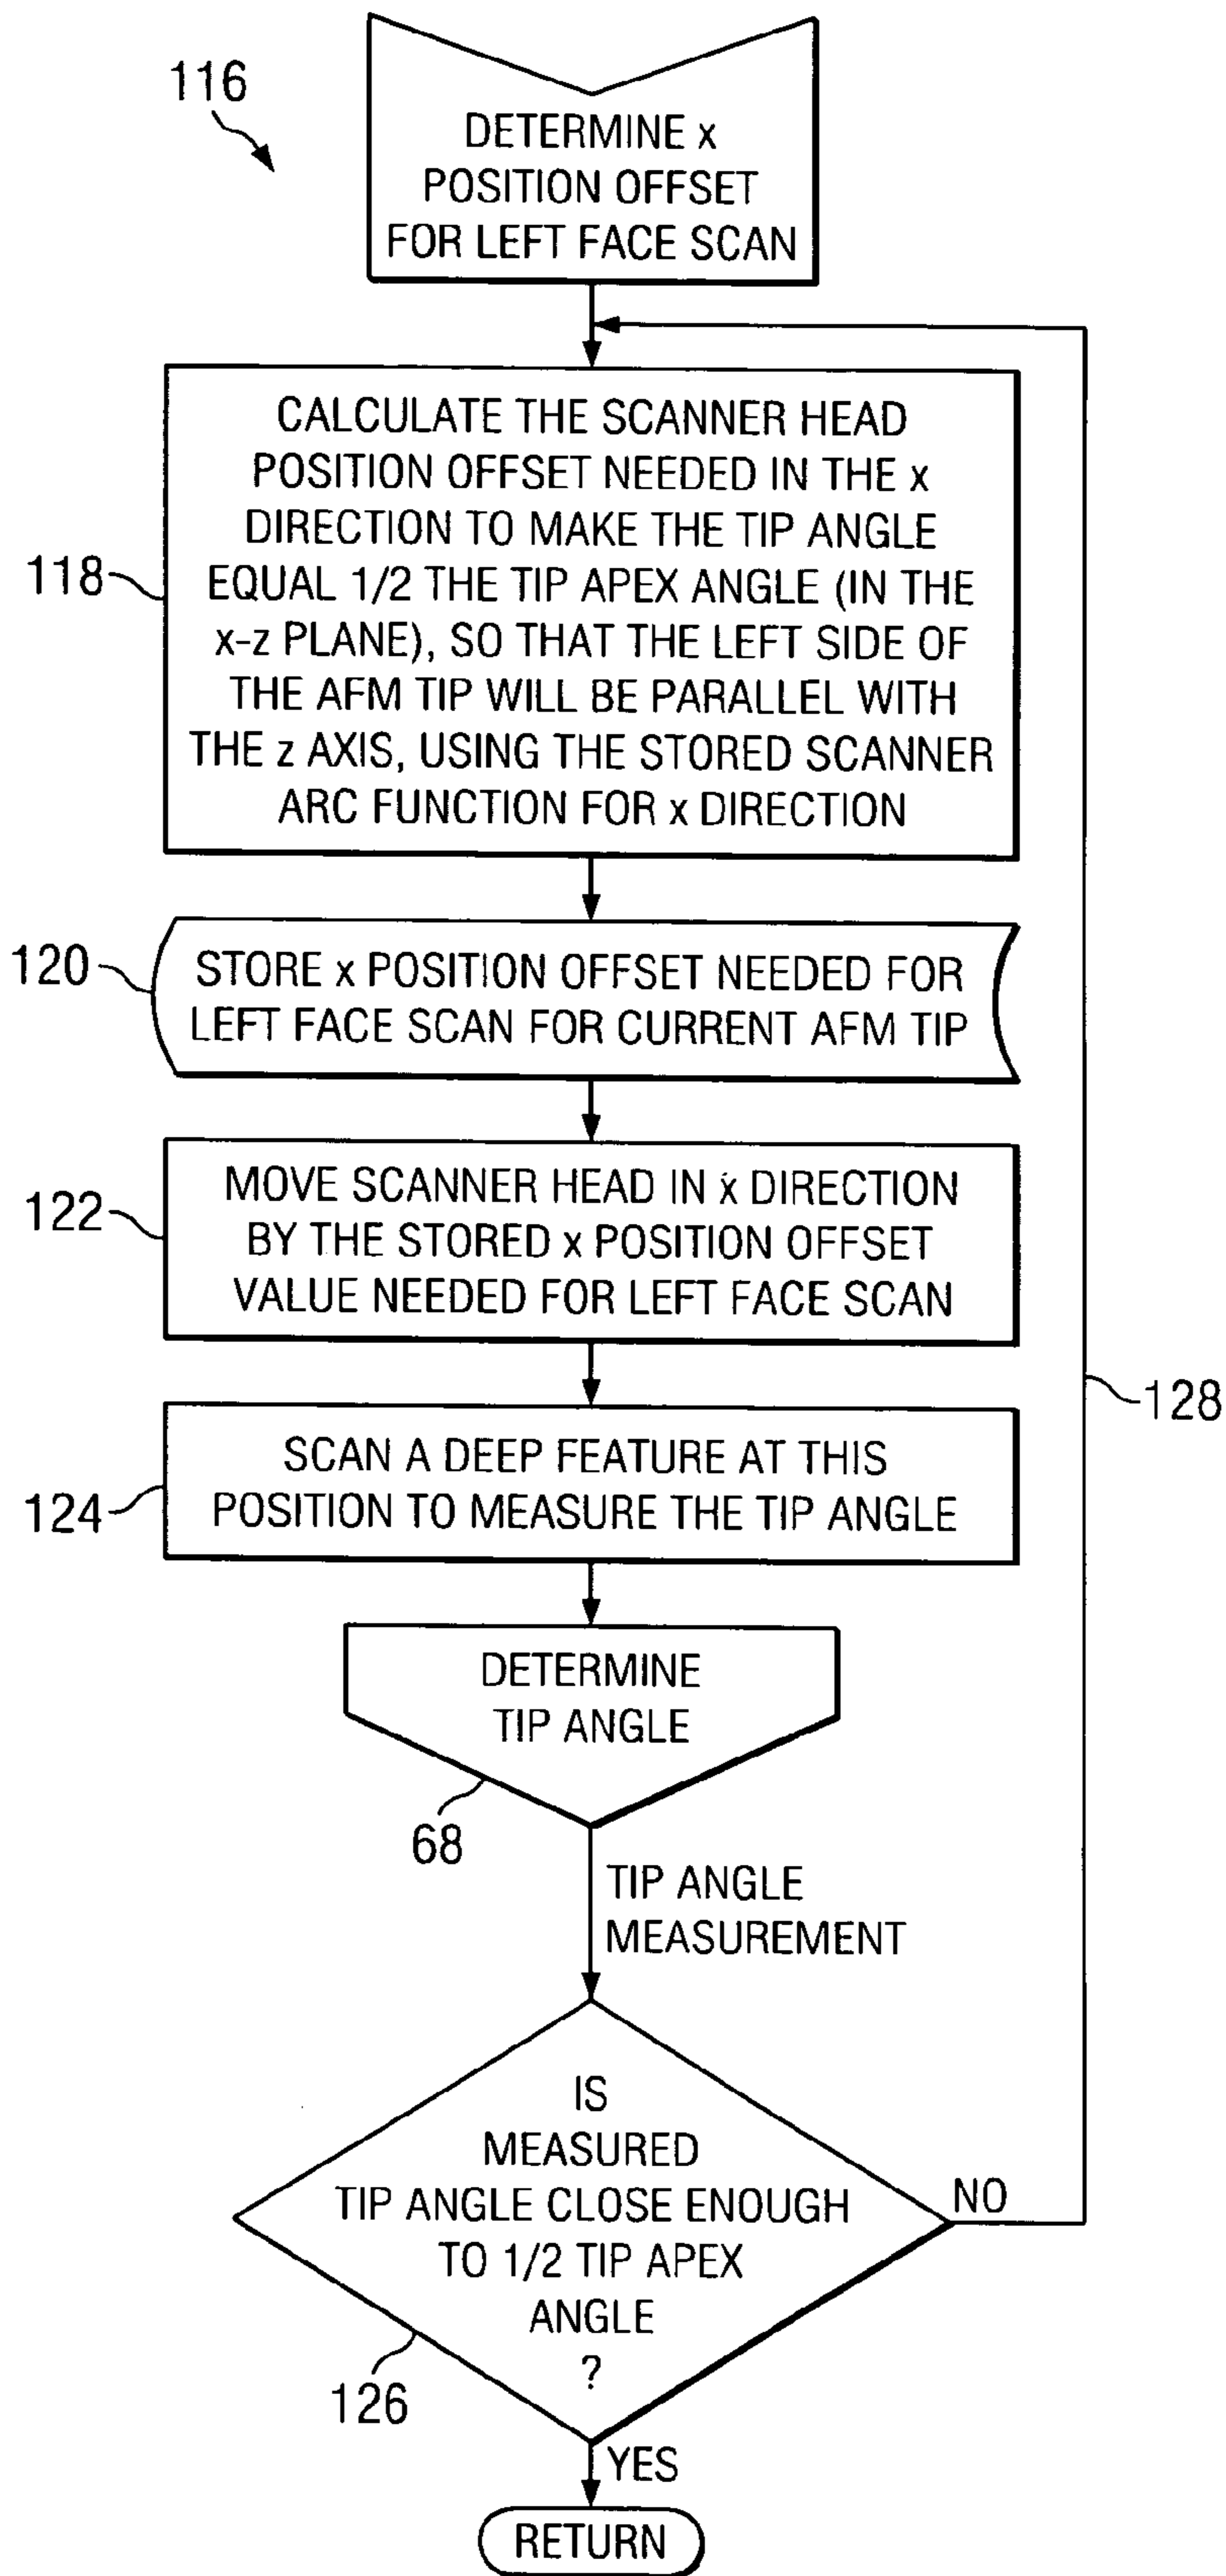 116
DETERMINE x
POSITION OFFSET
FOR LEFT FACE SCAN
118
CALCULATE THE SCANNER HEAD
POSITION OFFSET NEEDED IN THE x
DIRECTION TO MAKE THE TIP ANGLE
EQUAL 1/2 THE TIP APEX ANGLE (IN THE
x-z PLANE), SO THAT THE LEFT SIDE OF
THE AFM TIP WILL BE PARALLEL WITH
THE z AXIS, USING THE STORED SCANNER
ARC FUNCTION FOR x DIRECTION
120
STORE x POSITION OFFSET NEEDED FOR
LEFT FACE SCAN FOR CURRENT AFM TIP
122
MOVE SCANNER HEAD IN x DIRECTION
BY THE STORED x POSITION OFFSET
VALUE NEEDED FOR LEFT FACE SCAN
128
124
SCAN A DEEP FEATURE AT THIS
POSITION TO MEASURE THE TIP ANGLE
DETERMINE
TIP ANGLE
68
TIP ANGLE
MEASUREMENT
IS
MEASURED
TIP ANGLE CLOSE ENOUGH
TO 1/2 TIP APEX
ANGLE
?
NO
126
YES
RETURN